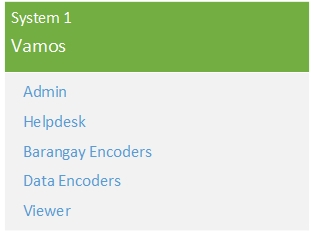 System 1
Vamos
Admin
Helpdesk
Barangay Encoders
Data Encoders
Viewer